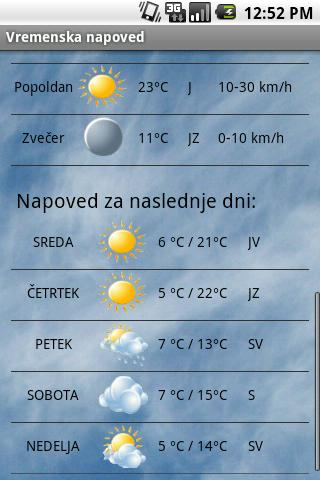 3G
12:52 PM
Vremenska napoved
Popoldan 23°C J 10-30 km/h
Zvečer 11°C JZ 0-10 km/h
Napoved za naslednje dni:
SREDA 6 °C / 21°C JV
ČETRTEK 5 °C / 22°C JZ
PETEK 7 °C / 13°C SV
SOBOTA 7 °C / 15°C S
NEDELJA 5 °C / 14°C SV